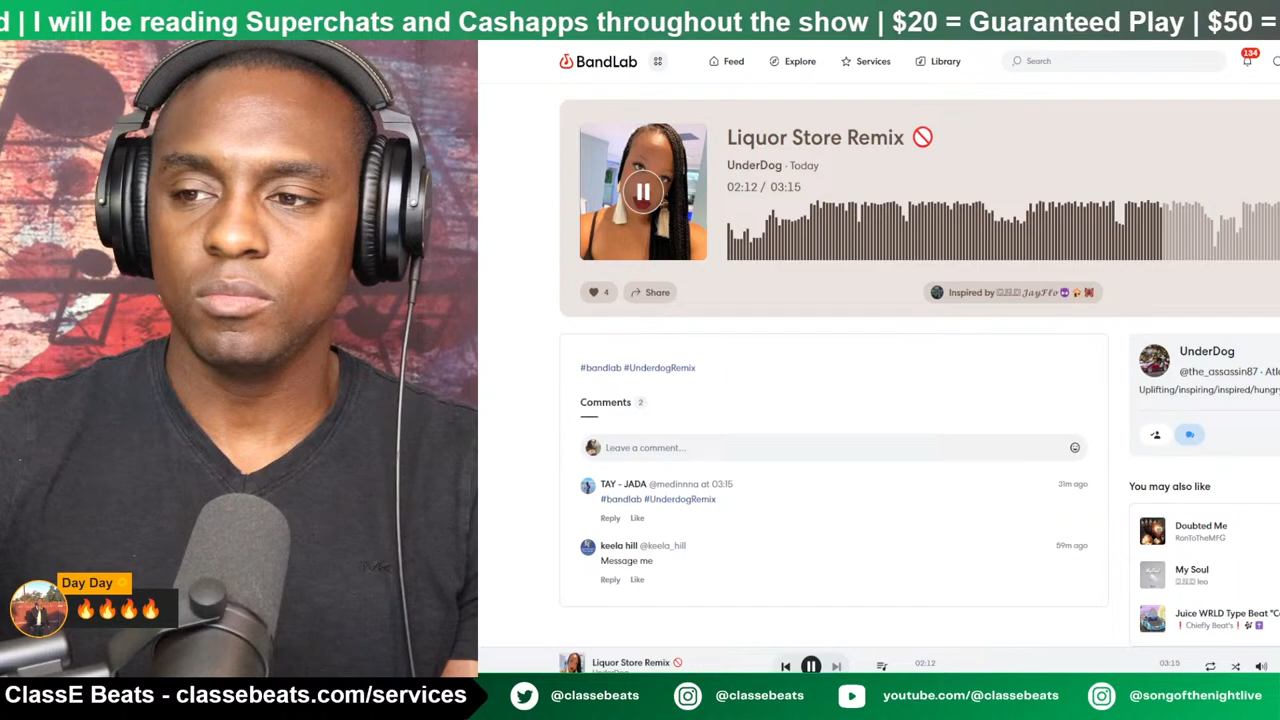 d | I will be reading Superchats and Cashapps throughout the show | $20 = Guaranteed Play | $50 =
BandLab
Feed
Explore
Services
Library
Search
134
Liquor Store Remix 🚫
UnderDog · Today
02:12 / 03:15
4
Share
Inspired by 𝓙𝓪𝔂𝓕𝓵𝓸
#bandlab #UnderdogRemix
Comments 2
Leave a comment...
TAY - JADA @medinnna at 03:15
31m ago
#bandlab #UnderdogRemix
Reply Like
keela hill @keela_hill
59m ago
Message me
Reply Like
UnderDog
@the_assassin87 · Atl
Uplifting/inspiring/inspired/hungr
You may also like
Doubted Me
RonToTheMFG
My Soul
leo
Juice WRLD Type Beat "C
❗ Chiefly Beat's❗
Day Day
🔥🔥🔥🔥
Liquor Store Remix 🚫
UnderDog
02:12
03:15
ClassE Beats - classebeats.com/services
@classebeats
@classebeats
youtube.com/@classebeats
@songofthenightlive